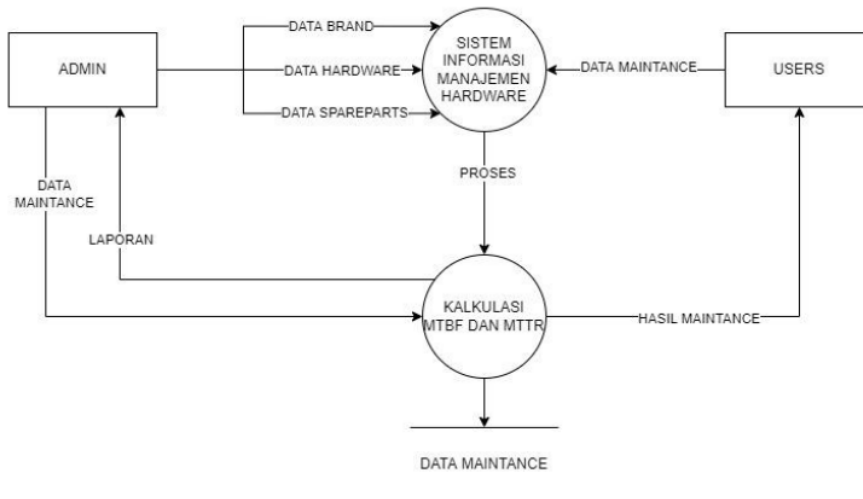 DATA BRAND
ADMIN
DATA HARDWARE
DATA SPAREPARTS
SISTEM
INFORMASI
MANAJEMEN
HARDWARE
DATA MAINTANCE
USERS
PROSES
DATA
MAINTANCE
LAPORAN
KALKULASI
MTBF DAN MTTR
HASIL MAINTANCE
DATA MAINTANCE